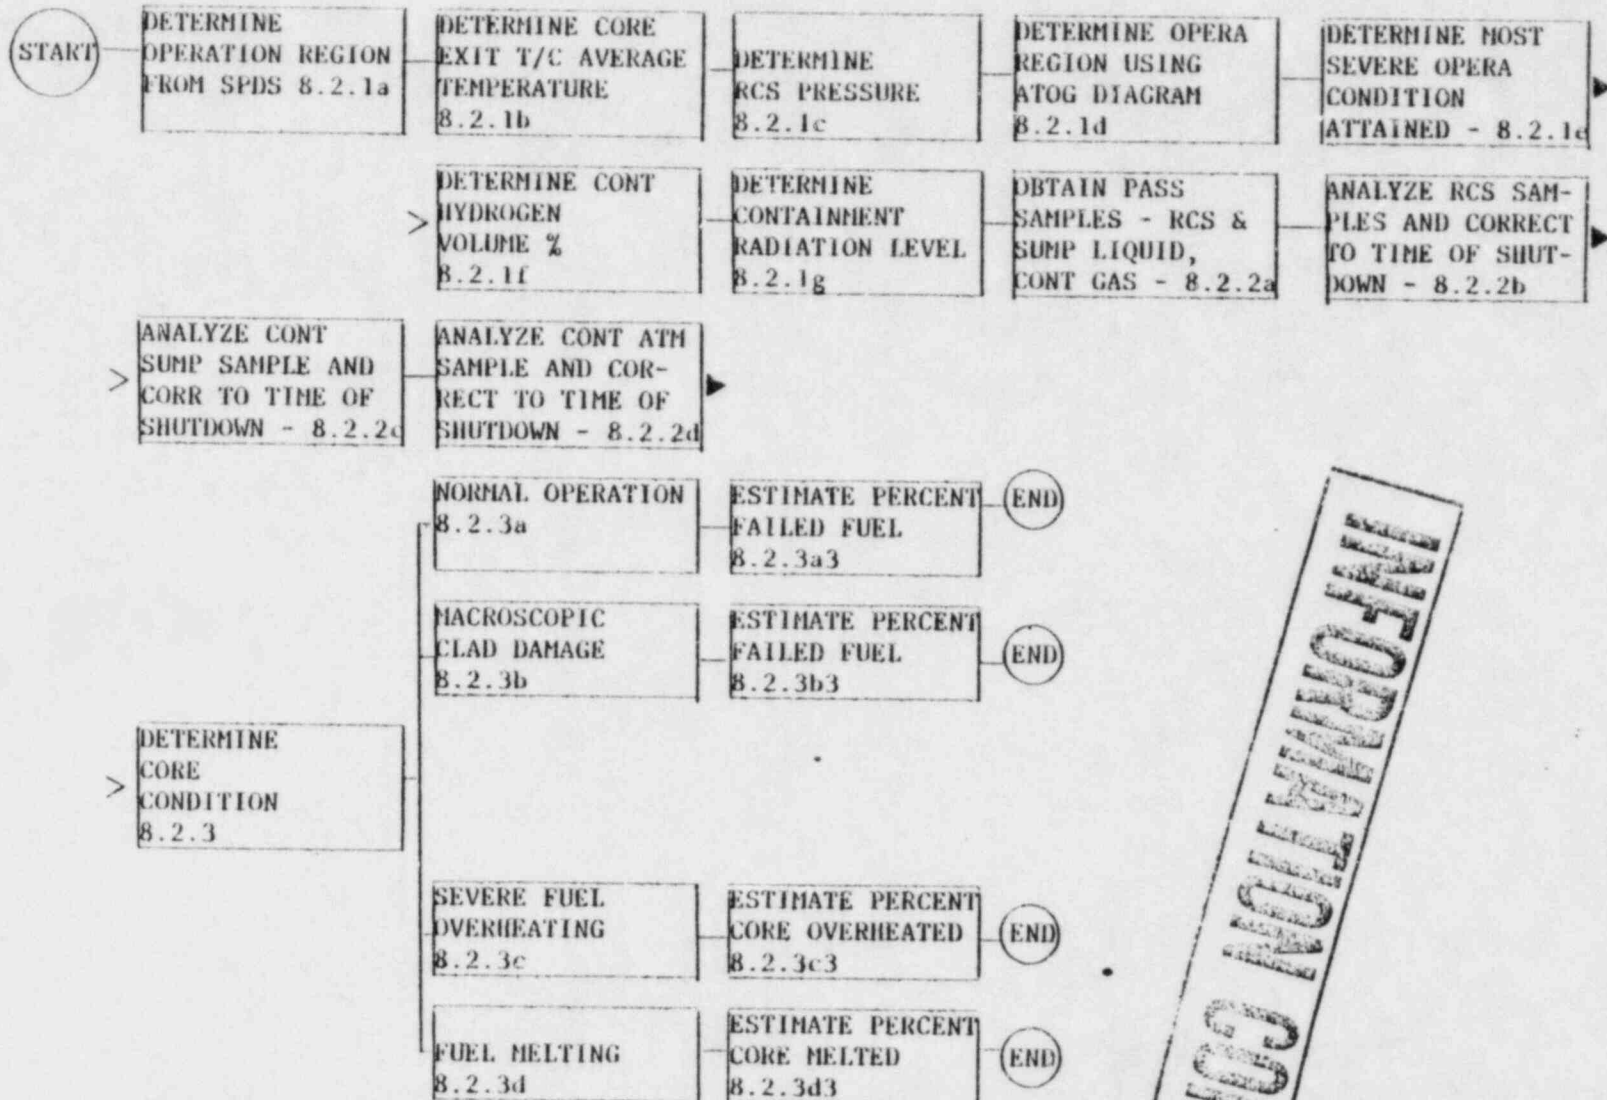 START
DETERMINE
OPERATION REGION
FROM SPDS 8.2.1a
DETERMINE CORE
EXIT T/C AVERAGE
TEMPERATURE
8.2.1b
DETERMINE
RCS PRESSURE
8.2.1c
DETERMINE OPERA
REGION USING
ATOG DIAGRAM
8.2.1d
DETERMINE MOST
SEVERE OPERA
CONDITION
ATTAINED - 8.2.1e
> DETERMINE CONT
HYDROGEN
VOLUME %
8.2.1f
DETERMINE
CONTAINMENT
RADIATION LEVEL
8.2.1g
OBTAIN PASS
SAMPLES - RCS &
SUMP LIQUID,
CONT GAS - 8.2.2a
ANALYZE RCS SAM-
PLES AND CORRECT
TO TIME OF SHUT-
DOWN - 8.2.2b
> ANALYZE CONT
SUMP SAMPLE AND
CORR TO TIME OF
SHUTDOWN - 8.2.2c
ANALYZE CONT ATM
SAMPLE AND COR-
RECT TO TIME OF
SHUTDOWN - 8.2.2d
> DETERMINE
CORE
CONDITION
8.2.3
NORMAL OPERATION
8.2.3a
ESTIMATE PERCENT
FAILED FUEL
8.2.3a3
END
MACROSCOPIC
CLAD DAMAGE
8.2.3b
ESTIMATE PERCENT
FAILED FUEL
8.2.3b3
END
SEVERE FUEL
OVERHEATING
8.2.3c
ESTIMATE PERCENT
CORE OVERHEATED
8.2.3c3
END
FUEL MELTING
8.2.3d
ESTIMATE PERCENT
CORE MELTED
8.2.3d3
END
INFORMATION CO